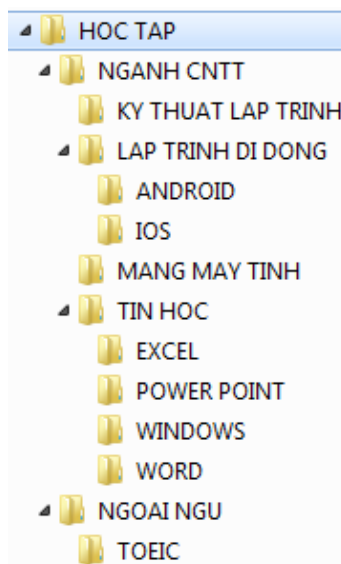 HOC TAP
NGANH CNTT
KY THUAT LAP TRINH
LAP TRINH DI DONG
ANDROID
IOS
MANG MAY TINH
TIN HOC
EXCEL
POWER POINT
WINDOWS
WORD
NGOAI NGU
TOEIC